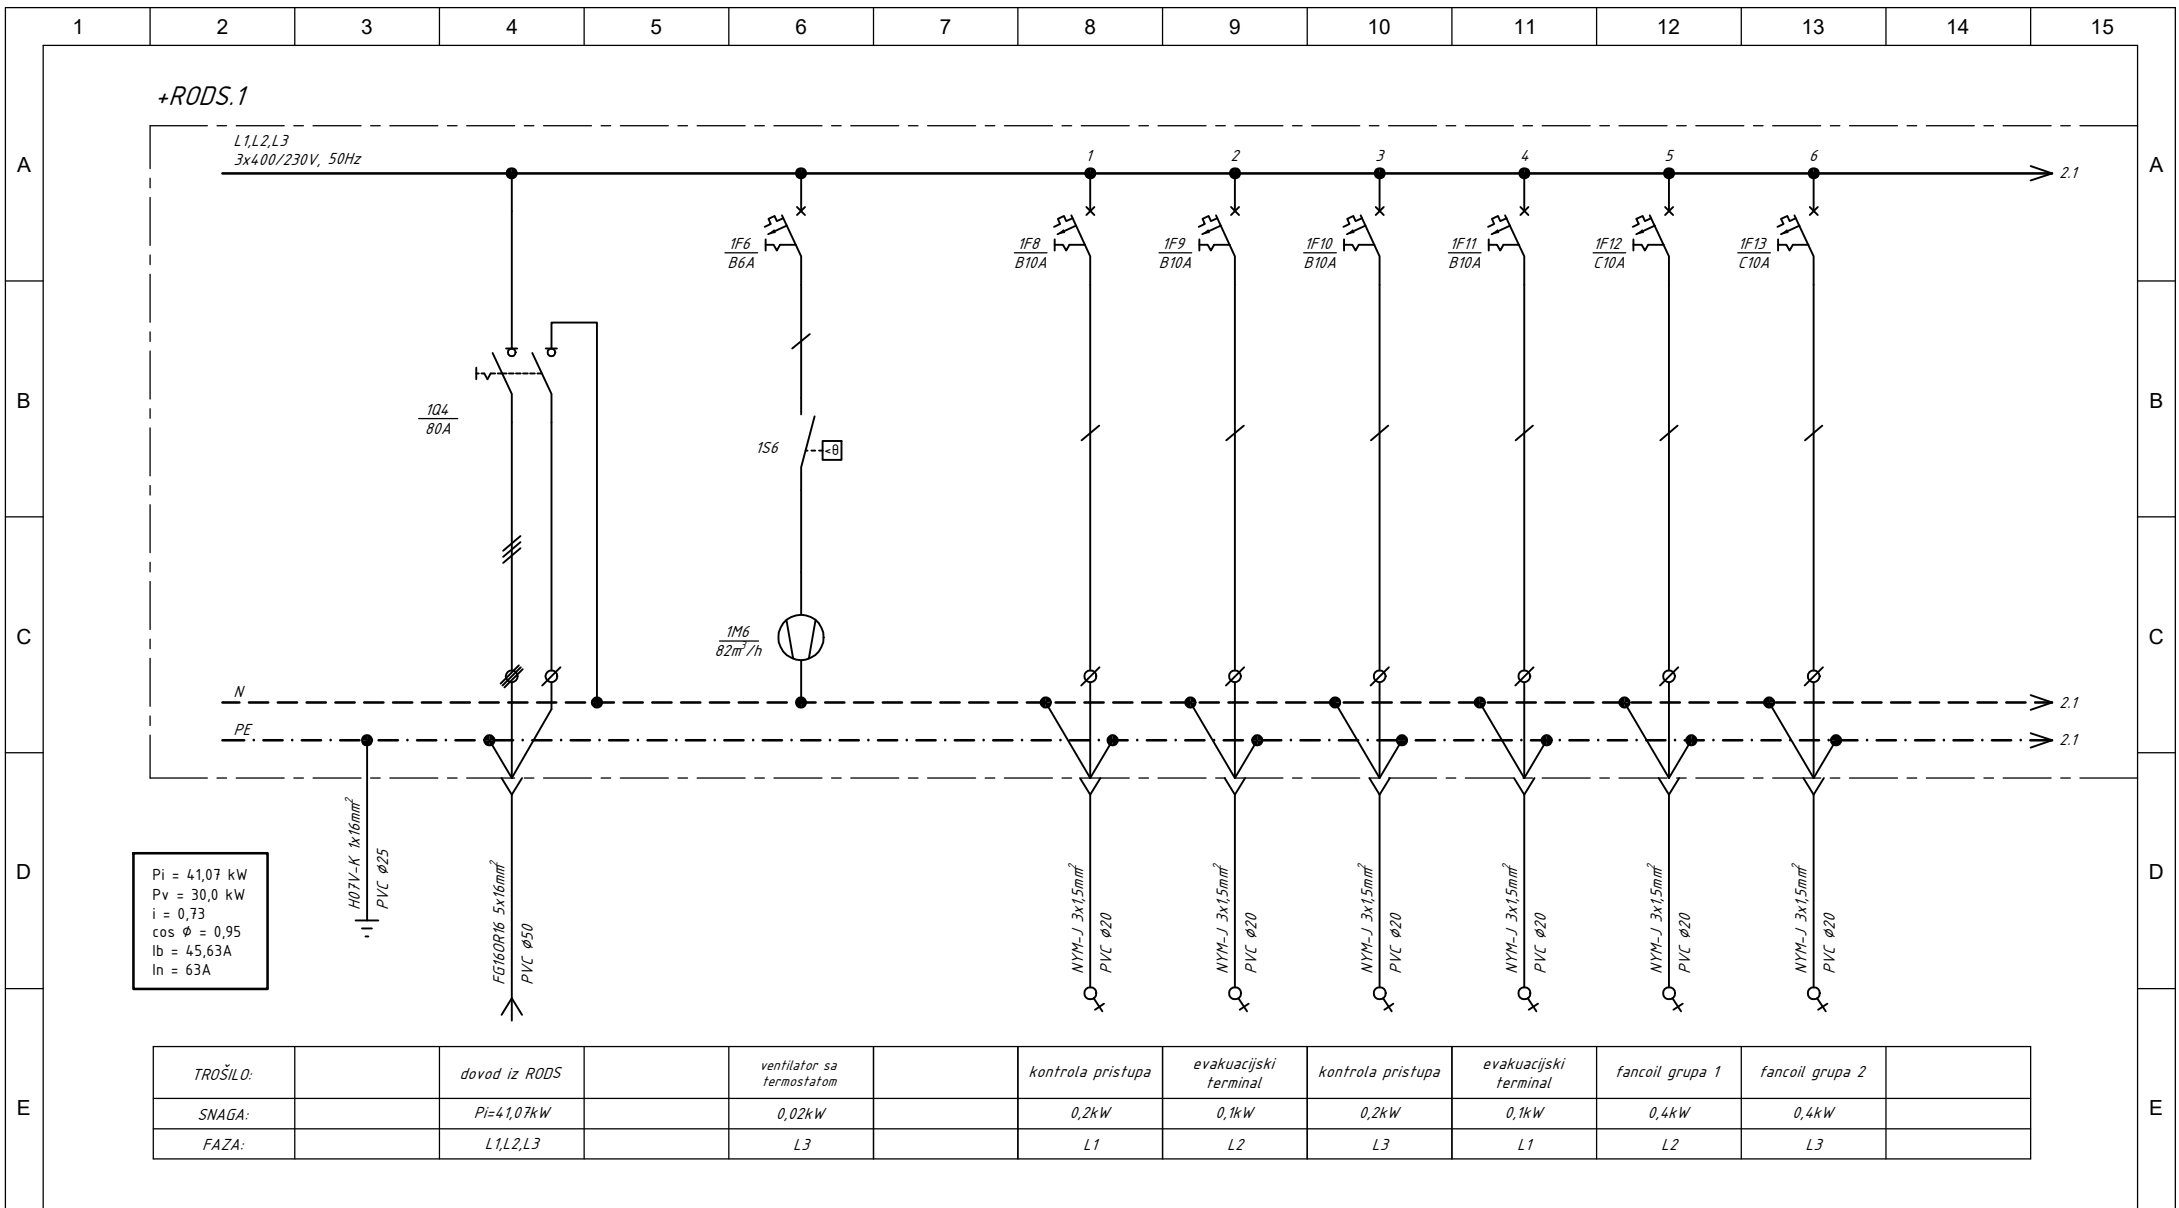 1 2 3 4 5 6 7 8 9 10 11 12 13 14 15
+RODS.1
L1,L2,L3
3x400/230V, 50Hz
1 2 3 4 5 6
2.1
A A
1F6
B6A
1F8
B10A
1F9
B10A
1F10
B10A
1F11
B10A
1F12
C10A
1F13
C10A
B B
1Q4
80A
1S6
<θ
C C
1M6
82m³/h
N
2.1
PE
2.1
D D
Pi = 41,07 kW
Pv = 30,0 kW
i = 0,73
cos φ = 0,95
Ib = 45,63A
In = 63A
H07V-K 1x16mm²
PVC Ø25
FG16OR16 5x16mm²
PVC Ø50
NYM-J 3x1,5mm²
PVC Ø20
NYM-J 3x1,5mm²
PVC Ø20
NYM-J 3x1,5mm²
PVC Ø20
NYM-J 3x1,5mm²
PVC Ø20
NYM-J 3x1,5mm²
PVC Ø20
NYM-J 3x1,5mm²
PVC Ø20
E E
TROŠILO:
dovod iz RODS
ventilator sa
termostatom
kontrola pristupa
evakuacijski
terminal
kontrola pristupa
evakuacijski
terminal
fancoil grupa 1
fancoil grupa 2
SNAGA: Pi=41,07kW 0,02kW 0,2kW 0,1kW 0,2kW 0,1kW 0,4kW 0,4kW
FAZA: L1,L2,L3 L3 L1 L2 L3 L1 L2 L3